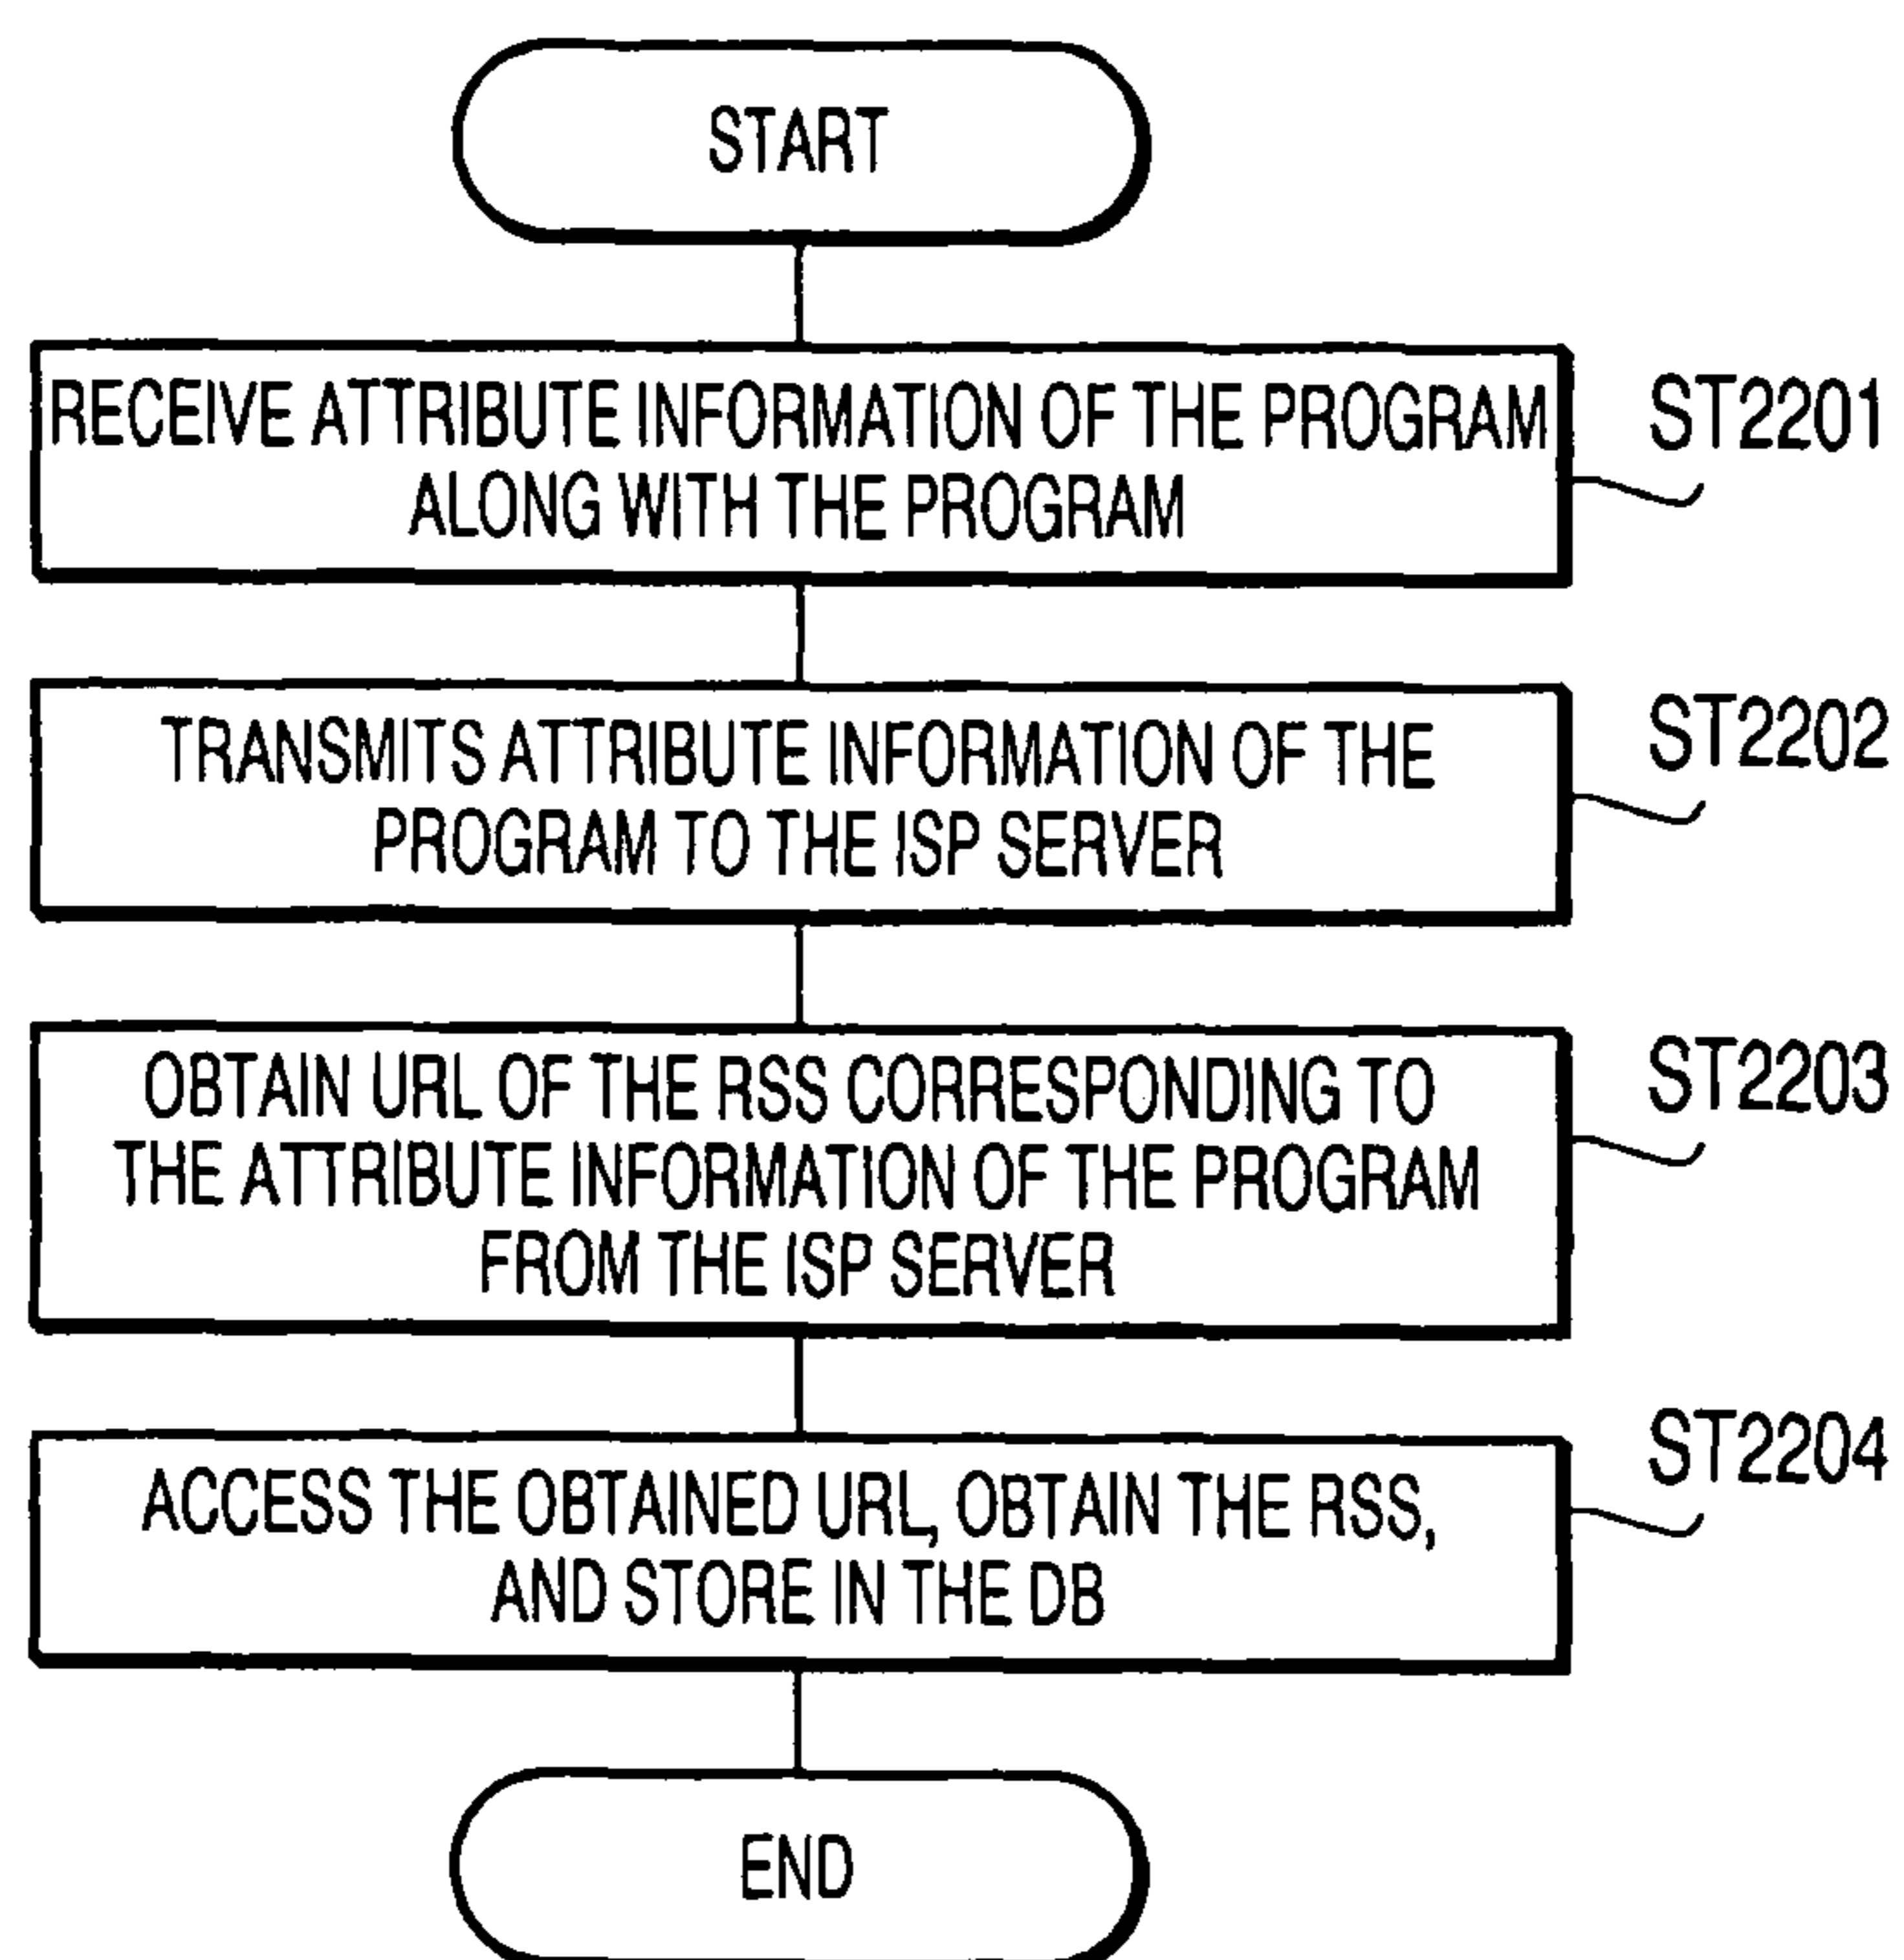 START
RECEIVE ATTRIBUTE INFORMATION OF THE PROGRAM
ALONG WITH THE PROGRAM
ST2201
TRANSMITS ATTRIBUTE INFORMATION OF THE
PROGRAM TO THE ISP SERVER
ST2202
OBTAIN URL OF THE RSS CORRESPONDING TO
THE ATTRIBUTE INFORMATION OF THE PROGRAM
FROM THE ISP SERVER
ST2203
ACCESS THE OBTAINED URL, OBTAIN THE RSS,
AND STORE IN THE DB
ST2204
END